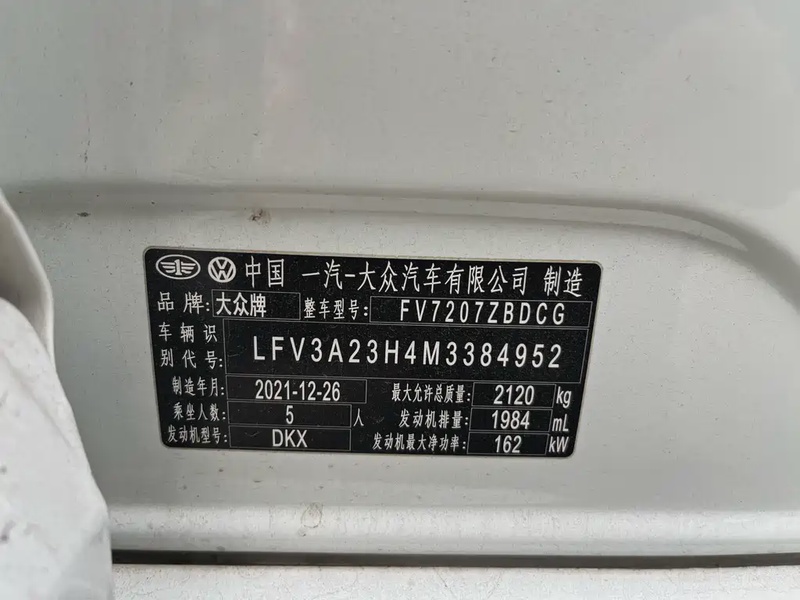 中国 一汽-大众汽车有限公司 制造
品牌: 大众牌 整车型号: FV7207ZBDCG
车辆识别代号: LFV3A23H4M3384952
制造年月: 2021-12-26 最大允许总质量: 2120 kg
乘坐人数: 5 人 发动机排量: 1984 mL
发动机型号: DKX 发动机最大净功率: 162 kW